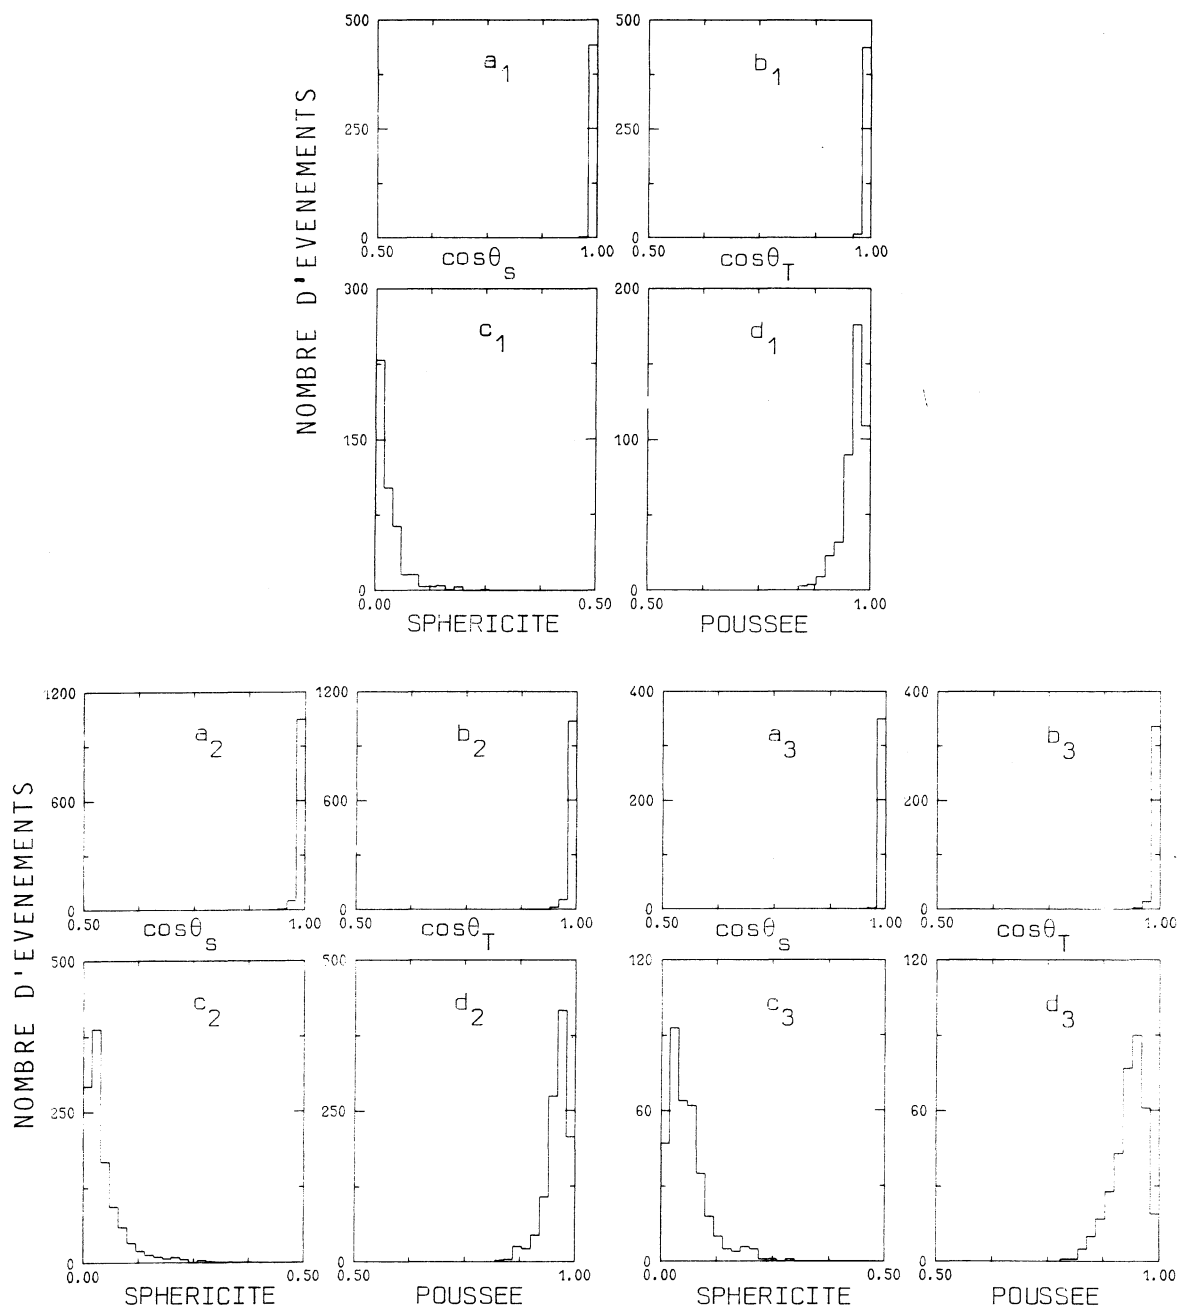 NOMBRE D'EVENEMENTS
500
250
0
0.50
1.00
cosθs
a1
500
250
0
0.50
1.00
cosθT
b1
300
150
0
0.00
0.50
SPHERICITE
c1
200
100
0
0.50
1.00
POUSSEE
d1
NOMBRE D'EVENEMENTS
1200
600
0
0.50
1.00
cosθs
a2
1200
600
0
0.50
1.00
cosθT
b2
400
200
0
0.50
1.00
cosθs
a3
400
200
0
0.50
1.00
cosθT
b3
500
250
0
0.00
0.50
SPHERICITE
c2
500
250
0
0.50
1.00
POUSSEE
d2
120
60
0
0.00
0.50
SPHERICITE
c3
120
60
0
0.50
1.00
POUSSEE
d3